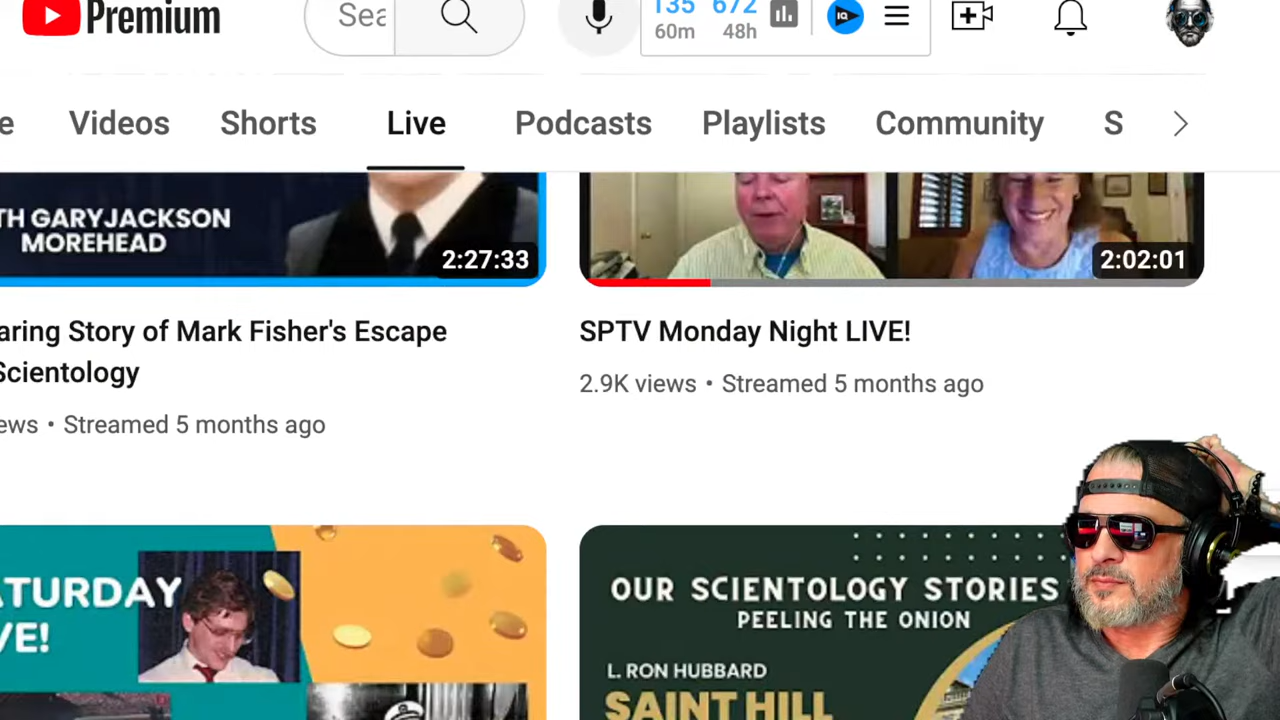 Premium
Sea
135 672
60m 48h
IQ
e Videos Shorts Live Podcasts Playlists Community S
TH GARYJACKSON
MOREHEAD
2:27:33
2:02:01
aring Story of Mark Fisher's Escape
Scientology
ews • Streamed 5 months ago
SPTV Monday Night LIVE!
2.9K views • Streamed 5 months ago
ATURDAY
VE!
OUR SCIENTOLOGY STORIES
PEELING THE ONION
L. RON HUBBARD
SAINT HILL